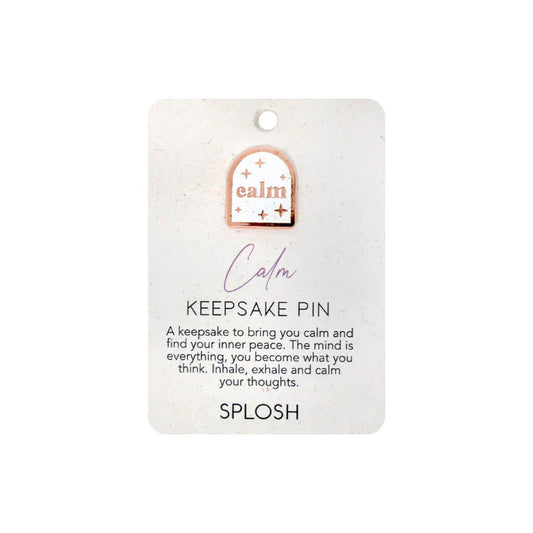 calm
Calm
KEEPSAKE PIN
A keepsake to bring you calm and
find your inner peace. The mind is
everything, you become what you
think. Inhale, exhale and calm
your thoughts.
SPLOSH